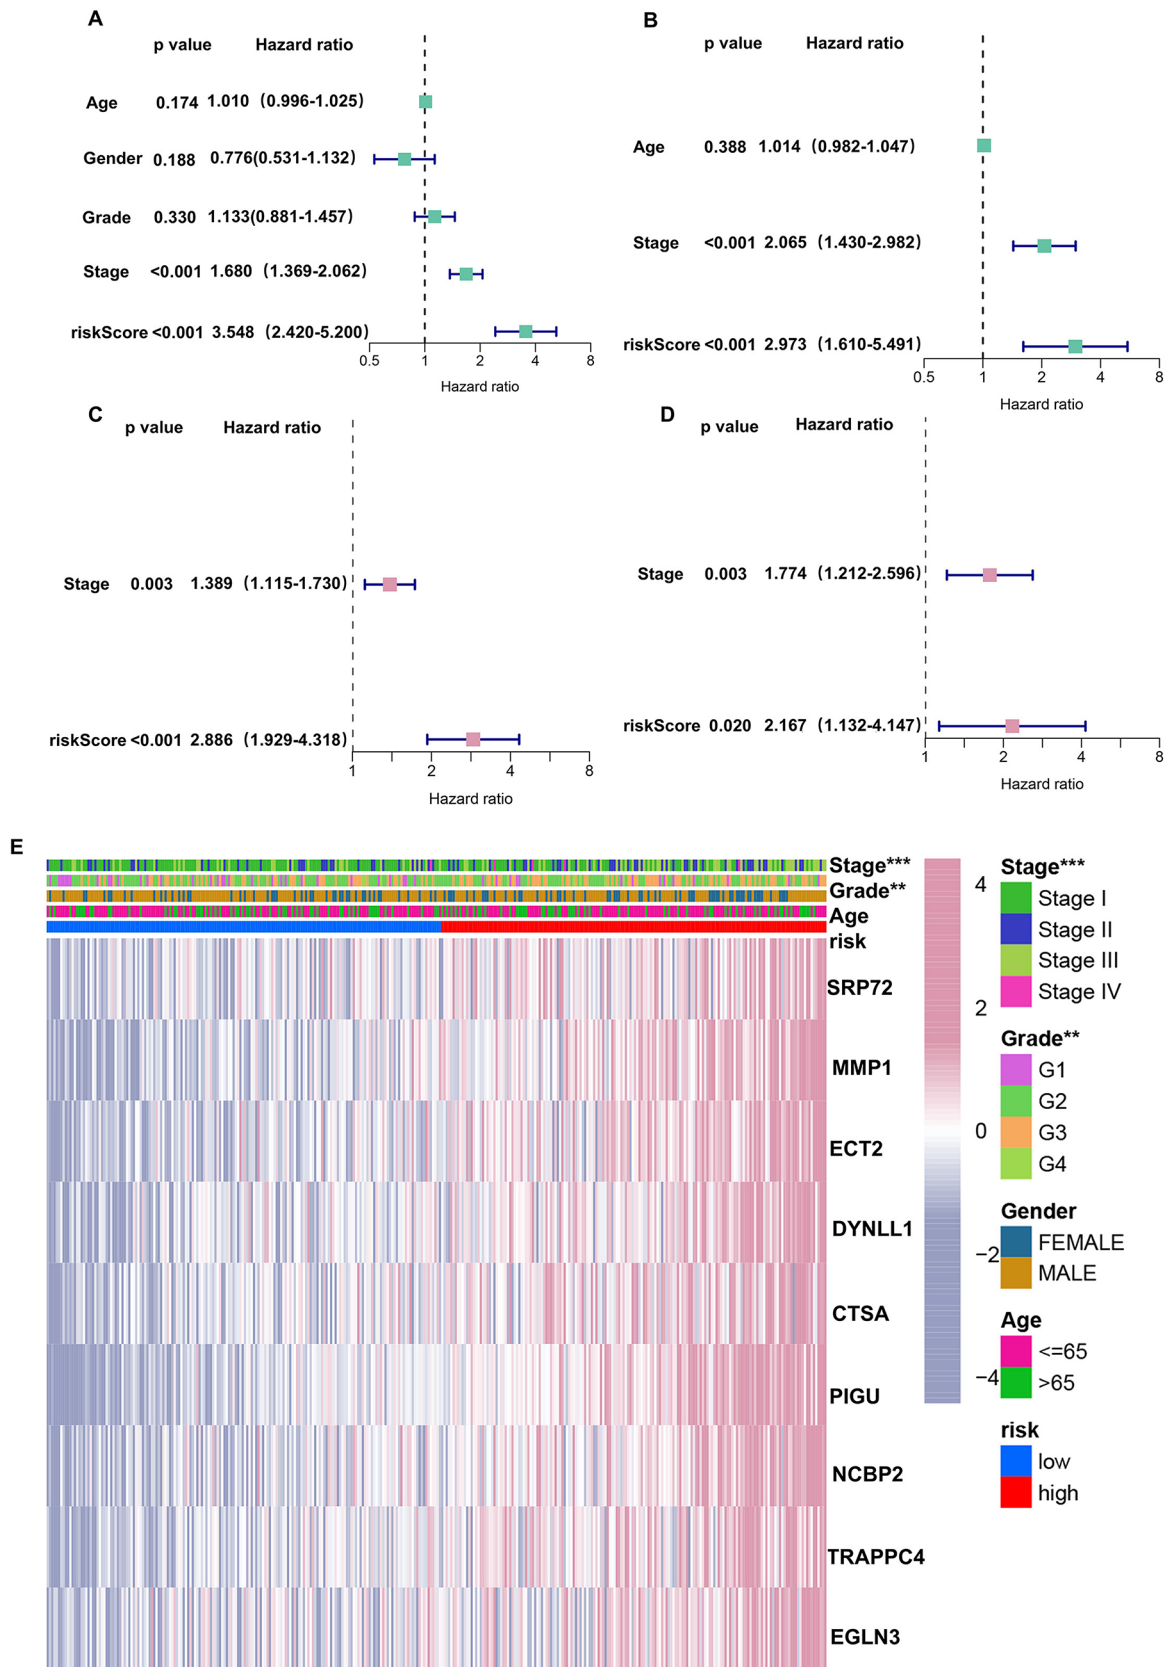 A
p value Hazard ratio
Age 0.174 1.010 (0.996-1.025)
Gender 0.188 0.776(0.531-1.132)
Grade 0.330 1.133(0.881-1.457)
Stage <0.001 1.680 (1.369-2.062)
riskScore <0.001 3.548 (2.420-5.200)
0.5 1 2 4 8
Hazard ratio
B
p value Hazard ratio
Age 0.388 1.014 (0.982-1.047)
Stage <0.001 2.065 (1.430-2.982)
riskScore <0.001 2.973 (1.610-5.491)
0.5 1 2 4 8
Hazard ratio
C
p value Hazard ratio
Stage 0.003 1.389 (1.115-1.730)
riskScore <0.001 2.886 (1.929-4.318)
1 2 4 8
Hazard ratio
D
p value Hazard ratio
Stage 0.003 1.774 (1.212-2.596)
riskScore 0.020 2.167 (1.132-4.147)
1 2 4 8
Hazard ratio
E
Stage***
Grade**
Age
risk
SRP72
MMP1
ECT2
DYNLL1
CTSA
PIGU
NCBP2
TRAPPC4
EGLN3
4
2
0
−2
−4
Stage***
Stage I
Stage II
Stage III
Stage IV
Grade**
G1
G2
G3
G4
Gender
FEMALE
MALE
Age
<=65
>65
risk
low
high